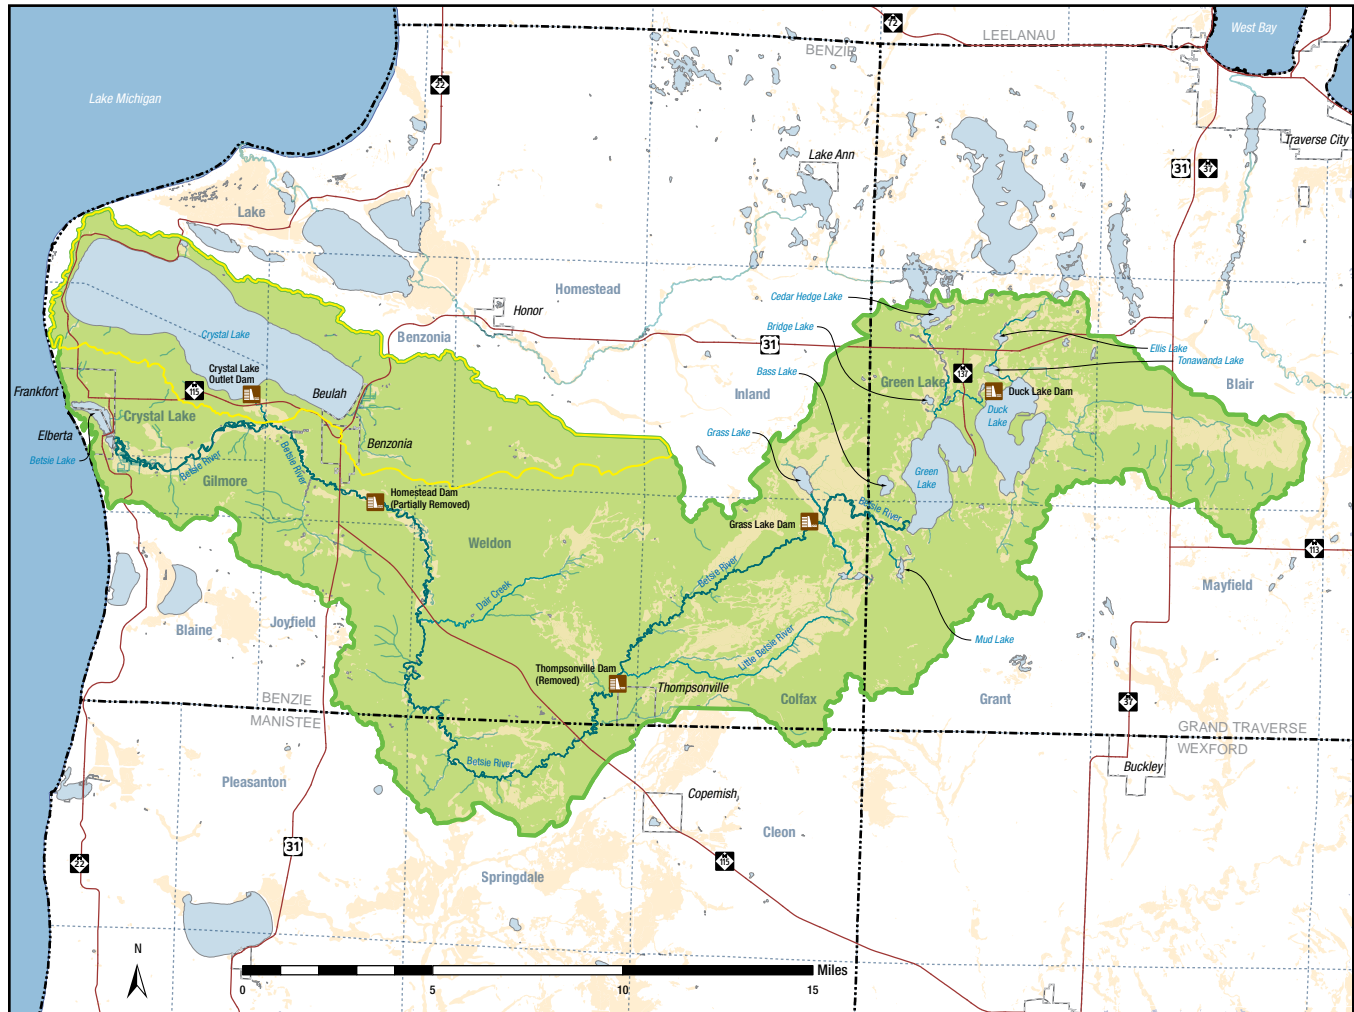 72
LEELANAU
BENZIE
West Bay
22
Lake Michigan
Traverse City
Lake Ann
31
37
Lake
Homestead
Cedar Hedge Lake
Honor
Bridge Lake
Benzonia
31
Crystal Lake
Ellis Lake
Tonawanda Lake
Bass Lake
Crystal Lake
Outlet Dam
137
Green Lake
Blair
Frankfort
115
Beulah
Inland
Duck Lake Dam
Crystal Lake
Duck
Lake
Elberta
Grass Lake
Benzonia
Betsie Lake
Betsie River
Betsie River
Green
Lake
Gilmore
Homestead Dam
(Partially Removed)
Betsie River
Grass Lake Dam
Weldon
113
Betsie River
Mayfield
Dair Creek
Blaine
Joyfield
Little Betsie River
Mud Lake
Thompsonville Dam
(Removed)
Thompsonville
Colfax
Grant
BENZIE
MANISTEE
37
GRAND TRAVERSE
WEXFORD
Betsie River
Buckley
Pleasanton
Copemish
Cleon
31
22
115
Springdale
N
Miles
0
5
10
15